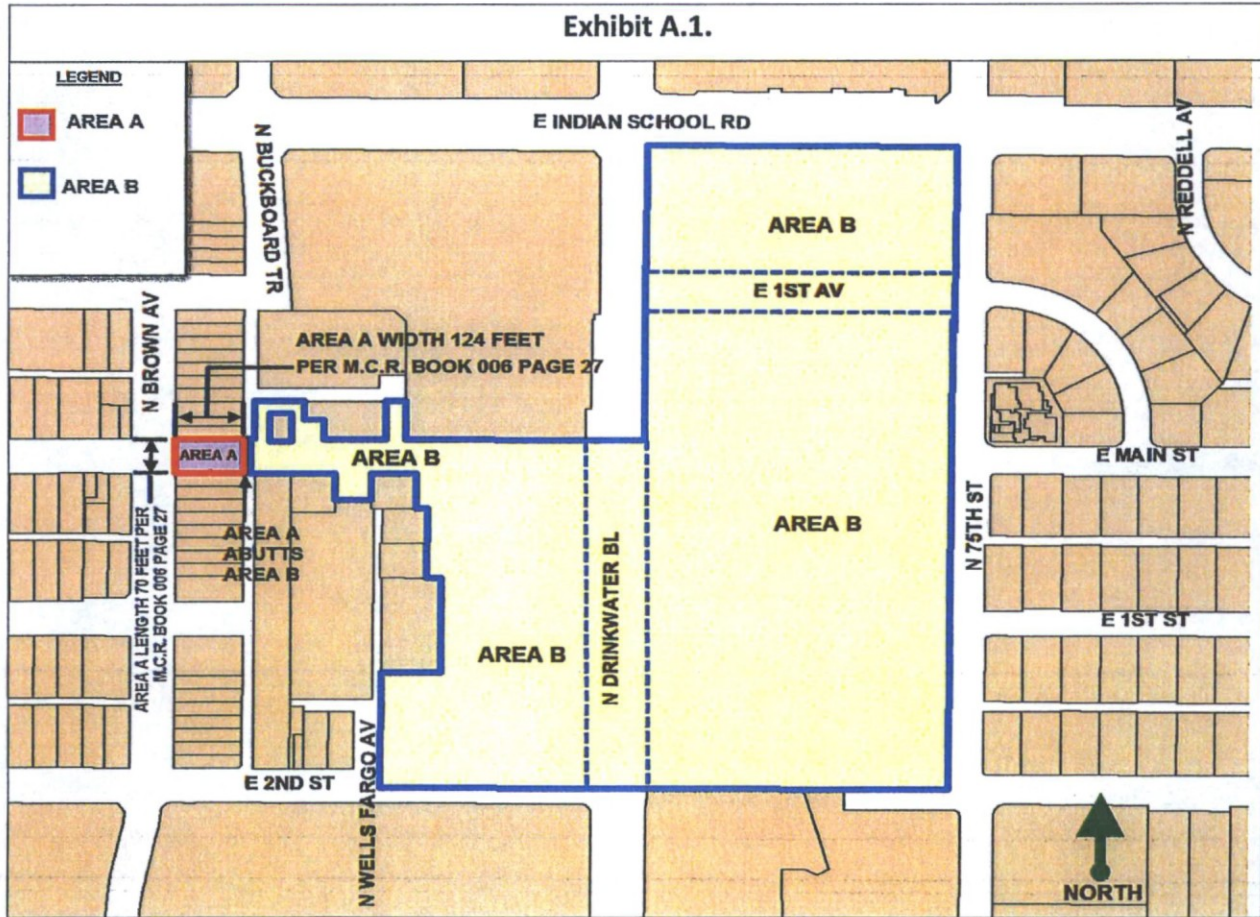 Exhibit A.1.
LEGEND
AREA A
AREA B
E INDIAN SCHOOL RD
N BUCKBOARD TR
N REDDELL AV
AREA B
E 1ST AV
N BROWN AV
AREA A WIDTH 124 FEET
PER M.C.R. BOOK 006 PAGE 27
AREA A
AREA B
E MAIN ST
AREA A LENGTH 70 FEET PER
M.C.R. BOOK 006 PAGE 27
AREA A
ABUTTS
AREA B
AREA B
N 75TH ST
N DRINKWATER BL
E 1ST ST
AREA B
N WELLS FARGO AV
E 2ND ST
NORTH